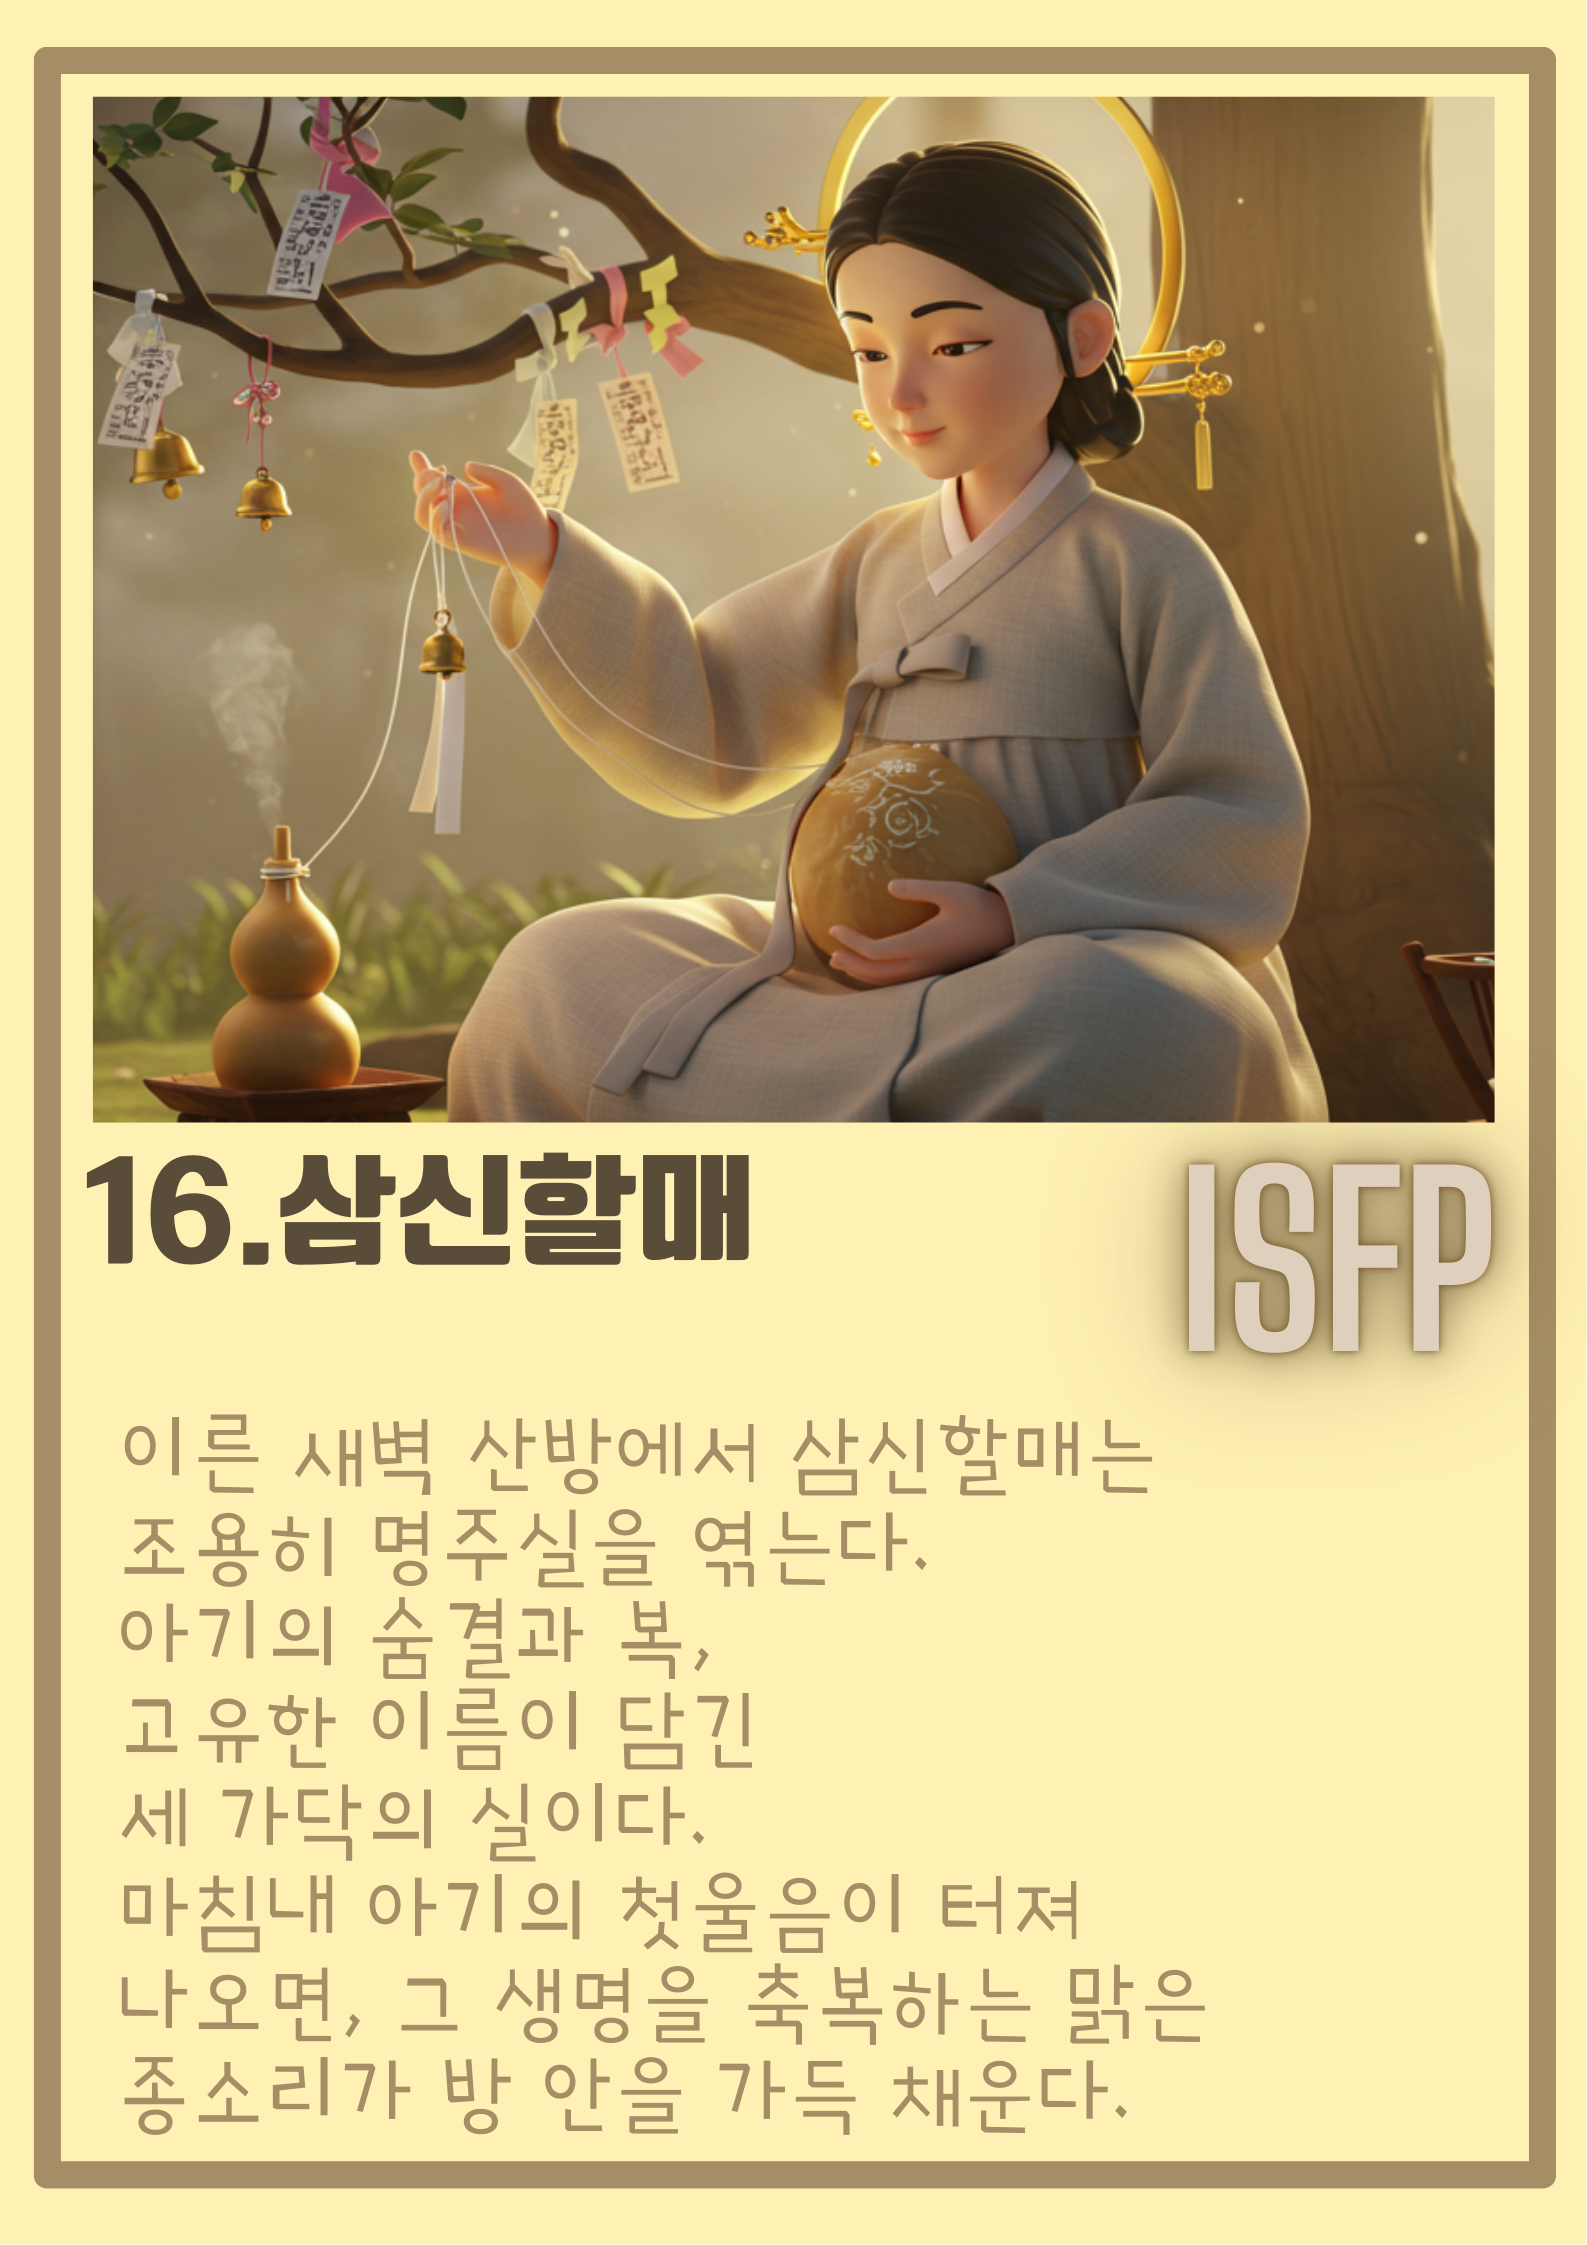 16.삼신할매
ISFP
이른 새벽 산방에서 삼신할매는
조용히 명주실을 엮는다.
아기의 숨결과 복,
고유한 이름이 담긴
세 가닥의 실이다.
마침내 아기의 첫울음이 터져
나오면, 그 생명을 축복하는 맑은
종소리가 방 안을 가득 채운다.